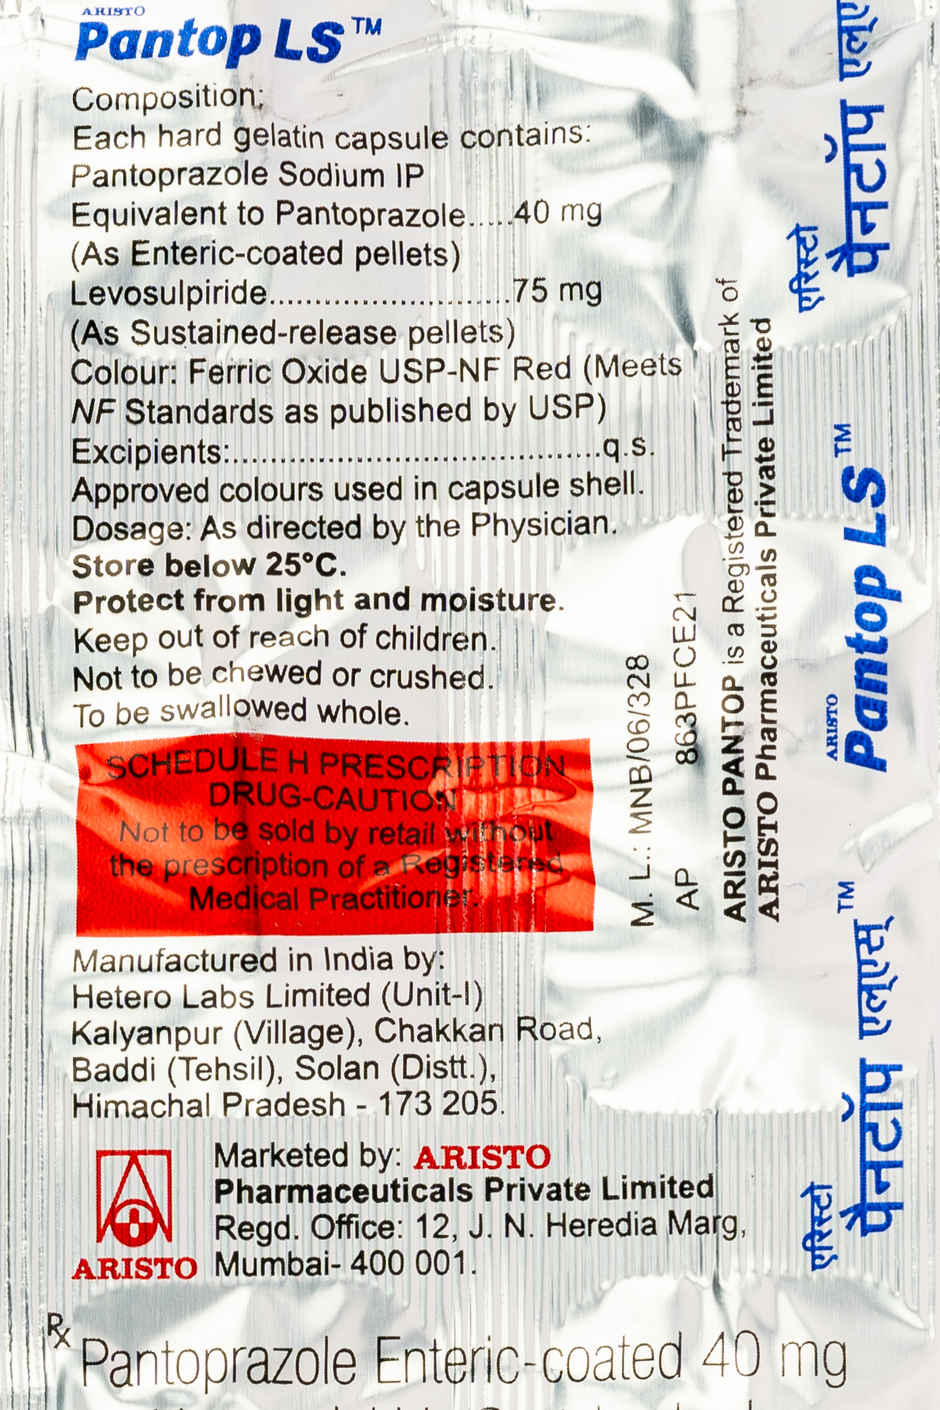 ARISTO
Pantop LS™
Composition:
Each hard gelatin capsule contains:
Pantoprazole Sodium IP
Equivalent to Pantoprazole.....40 mg
(As Enteric-coated pellets)
Levosulpiride...........................75 mg
(As Sustained-release pellets)
Colour: Ferric Oxide USP-NF Red (Meets
NF Standards as published by USP)
Excipients:.......................................q.s.
Approved colours used in capsule shell.
Dosage: As directed by the Physician.
Store below 25°C.
Protect from light and moisture.
Keep out of reach of children.
Not to be chewed or crushed.
To be swallowed whole.
SCHEDULE H PRESCRIPTION
DRUG-CAUTION
Not to be sold by retail without
the prescription of a Registered
Medical Practitioner.
Manufactured in India by:
Hetero Labs Limited (Unit-I)
Kalyanpur (Village), Chakkan Road,
Baddi (Tehsil), Solan (Distt.),
Himachal Pradesh - 173 205.
ARISTO
Marketed by: ARISTO
Pharmaceuticals Private Limited
Regd. Office: 12, J. N. Heredia Marg,
Mumbai- 400 001.
Rx Pantoprazole Enteric-coated 40 mg
M. L.: MNB/06/328
AP 863PFCE21
ARISTO PANTOP is a Registered Trademark of
ARISTO Pharmaceuticals Private Limited
एरिस्टो
पैनटॉप एल्ए
ARISTO
Pantop LS™
एरिस्टो
पैनटॉप एल्एस्™